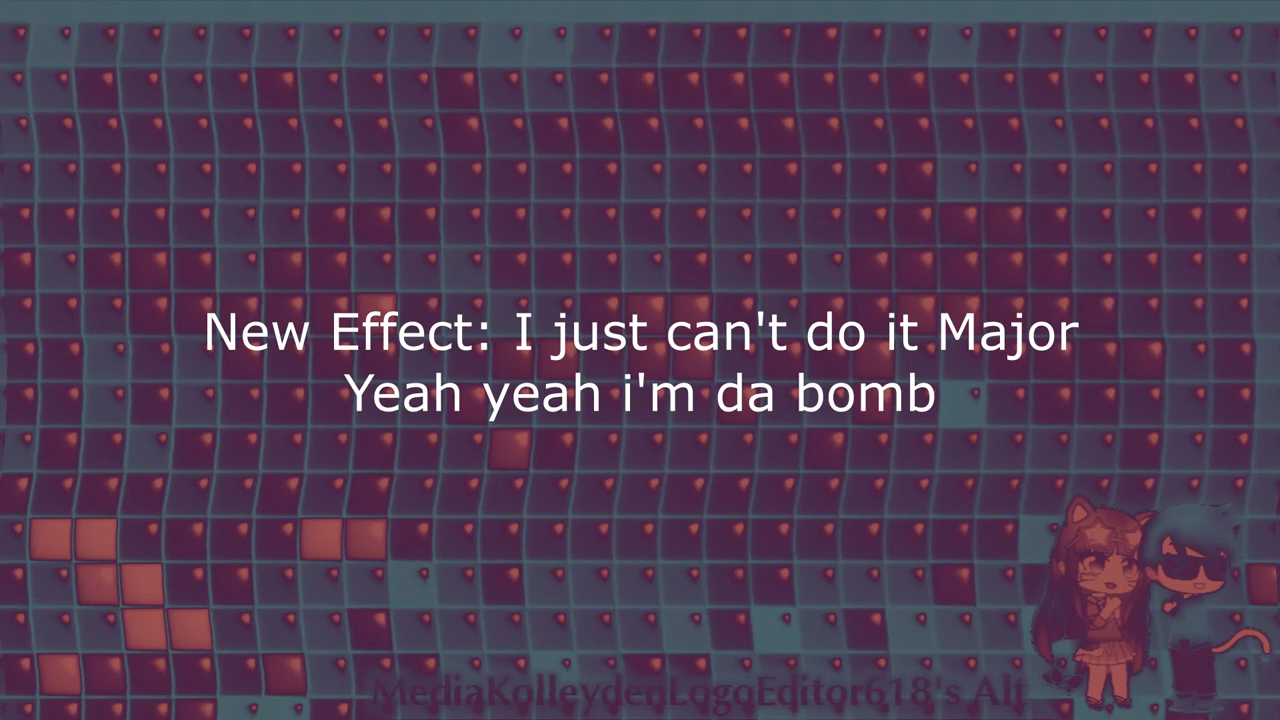 New Effect: I just can't do it Major
Yeah yeah i'm da bomb
MediaKolleydenLogoEditor618's Alt